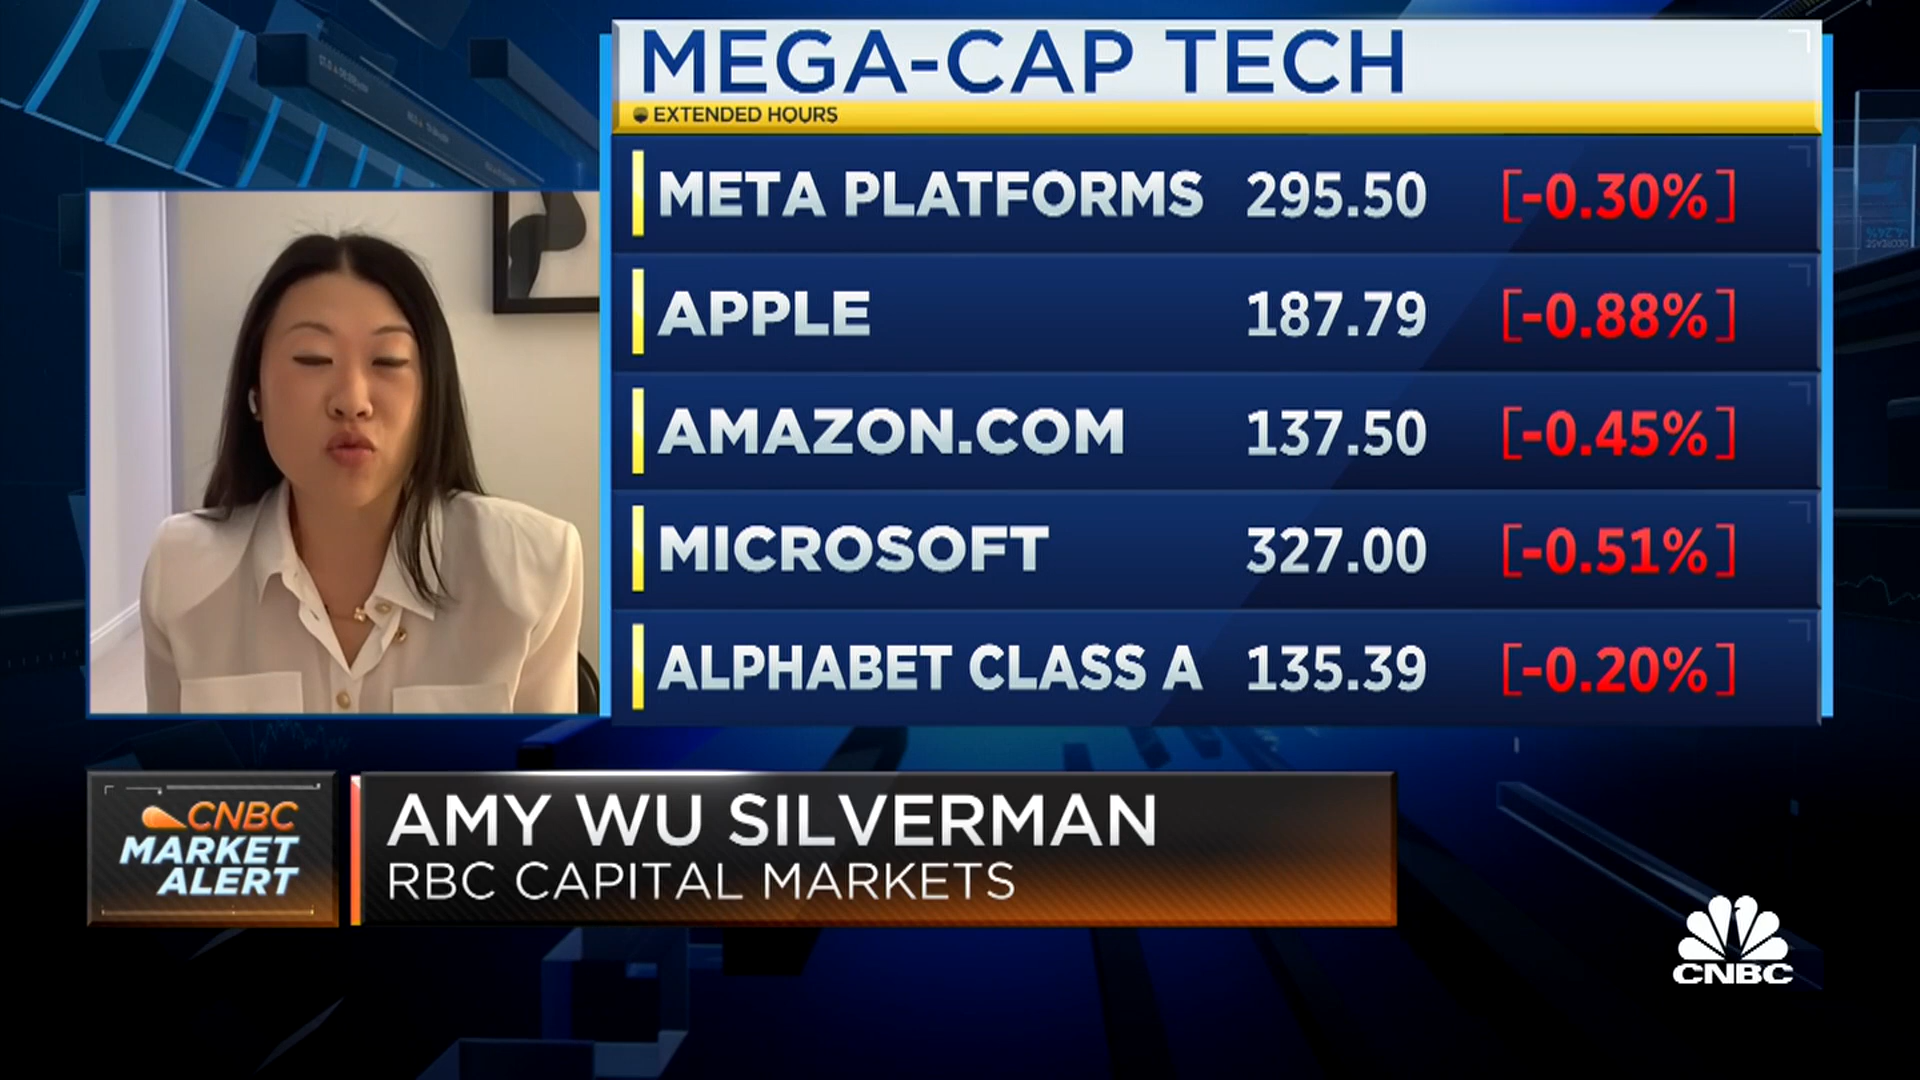 MEGA-CAP TECH
EXTENDED HOURS
META PLATFORMS 295.50 [-0.30%]
APPLE 187.79 [-0.88%]
AMAZON.COM 137.50 [-0.45%]
MICROSOFT 327.00 [-0.51%]
ALPHABET CLASS A 135.39 [-0.20%]
CNBC
MARKET
ALERT
AMY WU SILVERMAN
RBC CAPITAL MARKETS
CNBC